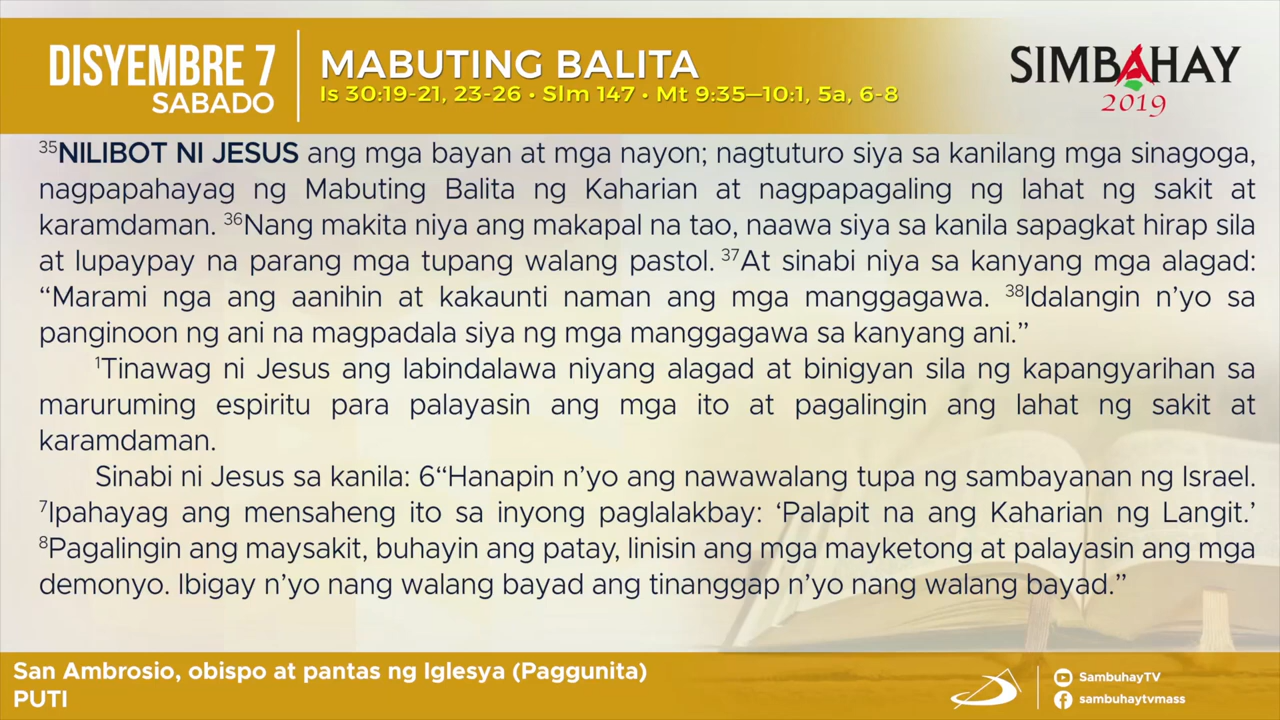 DISYEMBRE 7
SABADO
MABUTING BALITA
Is 30:19-21, 23-26 • Slm 147 • Mt 9:35—10:1, 5a, 6-8
SIMBAHAY
2019
³⁵NILIBOT NI JESUS ang mga bayan at mga nayon; nagtuturo siya sa kanilang mga sinagoga,
nagpapahayag ng Mabuting Balita ng Kaharian at nagpapagaling ng lahat ng sakit at
karamdaman. ³⁶Nang makita niya ang makapal na tao, naawa siya sa kanila sapagkat hirap sila
at lupaypay na parang mga tupang walang pastol. ³⁷At sinabi niya sa kanyang mga alagad:
“Marami nga ang aanihin at kakaunti naman ang mga manggagawa. ³⁸Idalangin n’yo sa
panginoon ng ani na magpadala siya ng mga manggagawa sa kanyang ani.”
¹Tinawag ni Jesus ang labindalawa niyang alagad at binigyan sila ng kapangyarihan sa
maruruming espiritu para palayasin ang mga ito at pagalingin ang lahat ng sakit at
karamdaman.
Sinabi ni Jesus sa kanila: 6“Hanapin n’yo ang nawawalang tupa ng sambayanan ng Israel.
⁷Ipahayag ang mensaheng ito sa inyong paglalakbay: ‘Palapit na ang Kaharian ng Langit.’
⁸Pagalingin ang maysakit, buhayin ang patay, linisin ang mga mayketong at palayasin ang mga
demonyo. Ibigay n’yo nang walang bayad ang tinanggap n’yo nang walang bayad.”
San Ambrosio, obispo at pantas ng Iglesya (Paggunita)
PUTI
SambuhayTV
sambuhaytvmass